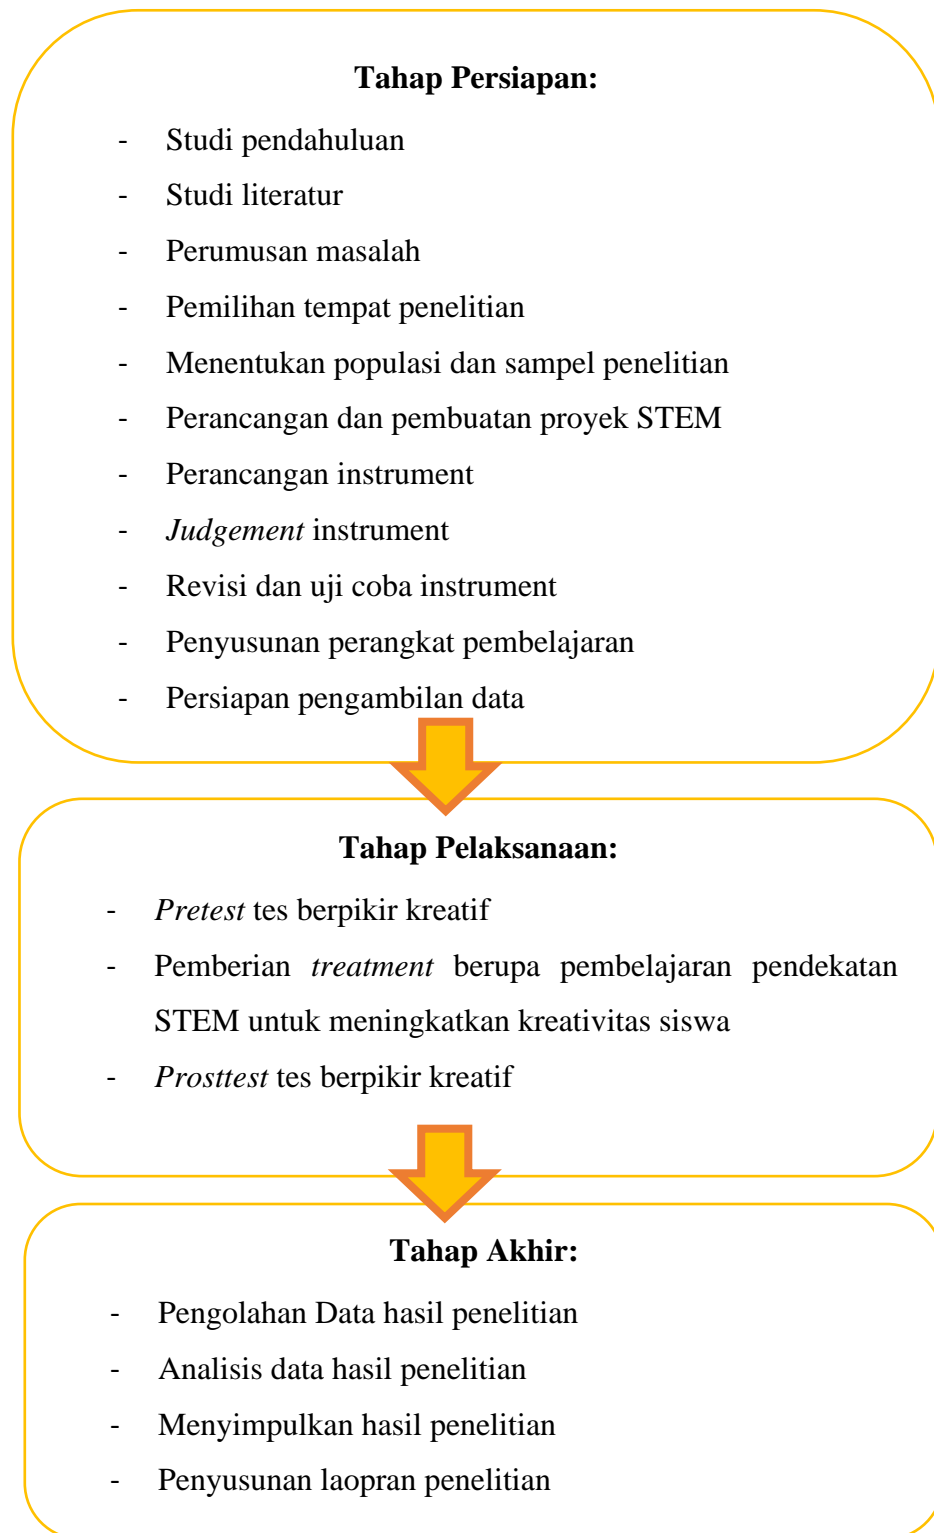 Tahap Persiapan:
- Studi pendahuluan
- Studi literatur
- Perumusan masalah
- Pemilihan tempat penelitian
- Menentukan populasi dan sampel penelitian
- Perancangan dan pembuatan proyek STEM
- Perancangan instrument
- Judgement instrument
- Revisi dan uji coba instrument
- Penyusunan perangkat pembelajaran
- Persiapan pengambilan data
Tahap Pelaksanaan:
- Pretest tes berpikir kreatif
- Pemberian treatment berupa pembelajaran pendekatan
STEM untuk meningkatkan kreativitas siswa
- Prosttest tes berpikir kreatif
Tahap Akhir:
- Pengolahan Data hasil penelitian
- Analisis data hasil penelitian
- Menyimpulkan hasil penelitian
- Penyusunan laopran penelitian